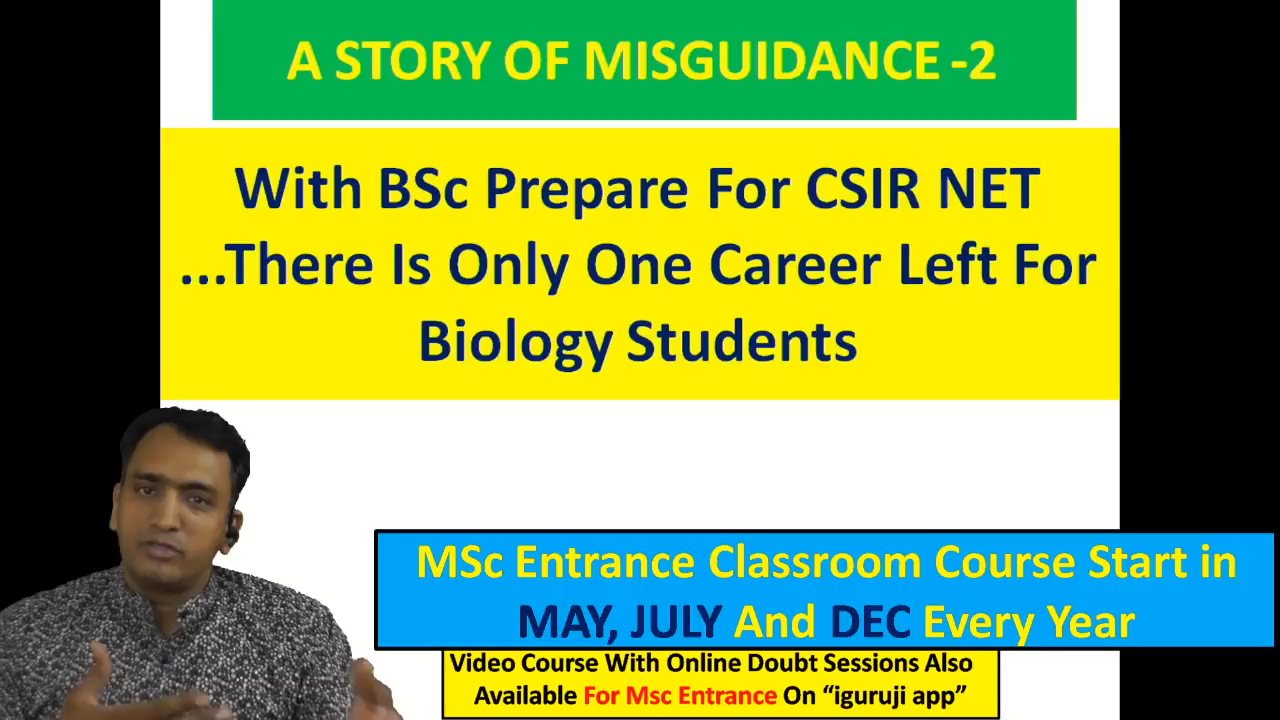 A STORY OF MISGUIDANCE -2
With BSc Prepare For CSIR NET
...There Is Only One Career Left For
Biology Students
MSc Entrance Classroom Course Start in
MAY, JULY And DEC Every Year
Video Course With Online Doubt Sessions Also
Available For Msc Entrance On “iguruji app”